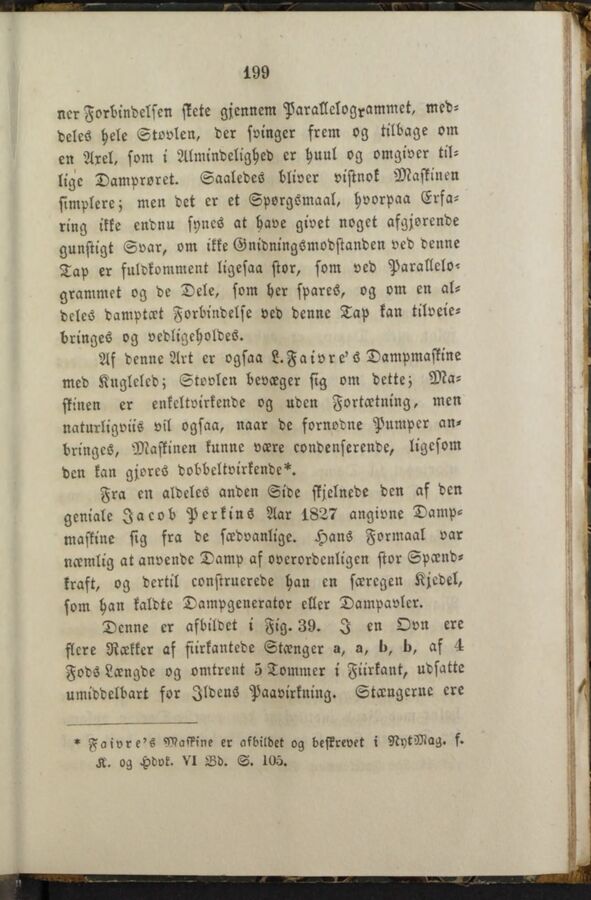 199
ner Forbindelsen skete gjennem Parallelogrammet, med-
deles hele Støvlen, der svinger frem og tilbage om
en Axel, som i Almindelighed er huul og omgiver til-
lige Damprøret. Saaledes bliver vistnok Maskinen
simplere; men det er et Spørgsmaal, hvorpaa Erfa-
ring ikke endnu synes at have givet noget afgjørende
gunstigt Svar, om ikke Gnidningsmodstanden ved denne
Tap er fuldkomment ligesaa stor, som ved Parallelo-
grammet og de Dele, som her spares, og om en al-
deles damptæt Forbindelse ved denne Tap kan tilveie-
bringes og vedligeholdes.
Af denne Art er ogsaa L. Faivre's Dampmaskine
med Kugleled; Støvlen bevæger sig om dette; Ma-
skinen er enkeltvirkende og uden Fortætning, men
naturligviis vil ogsaa, naar de fornødne Pumper an-
bringes, Maskinen kunne være condenserende, ligesom
den kan gjøres dobbeltvirkende*.
Fra en aldeles anden Side skjelnede den af den
geniale Jacob Perkins Aar 1827 angivne Damp-
maskine sig fra de sædvanlige. Hans Formaal var
næmlig at anvende Damp af overordenligen stor Spænd-
kraft, og dertil construerede han en særegen Kjedel,
som han kaldte Dampgenerator eller Dampavler.
Denne er afbildet i Fig. 39. I en Ovn ere
flere Rækker af fiirkantede Stænger a, a, b, b, af 4
Fods Længde og omtrent 5 Tommer i Fiirkant, udsatte
umiddelbart for Ildens Paavirkning. Stængerne ere
* Faivre's Maskine er afbildet og beskrevet i NytMag. f.
K. og Hdvk. VI Bd. S. 105.